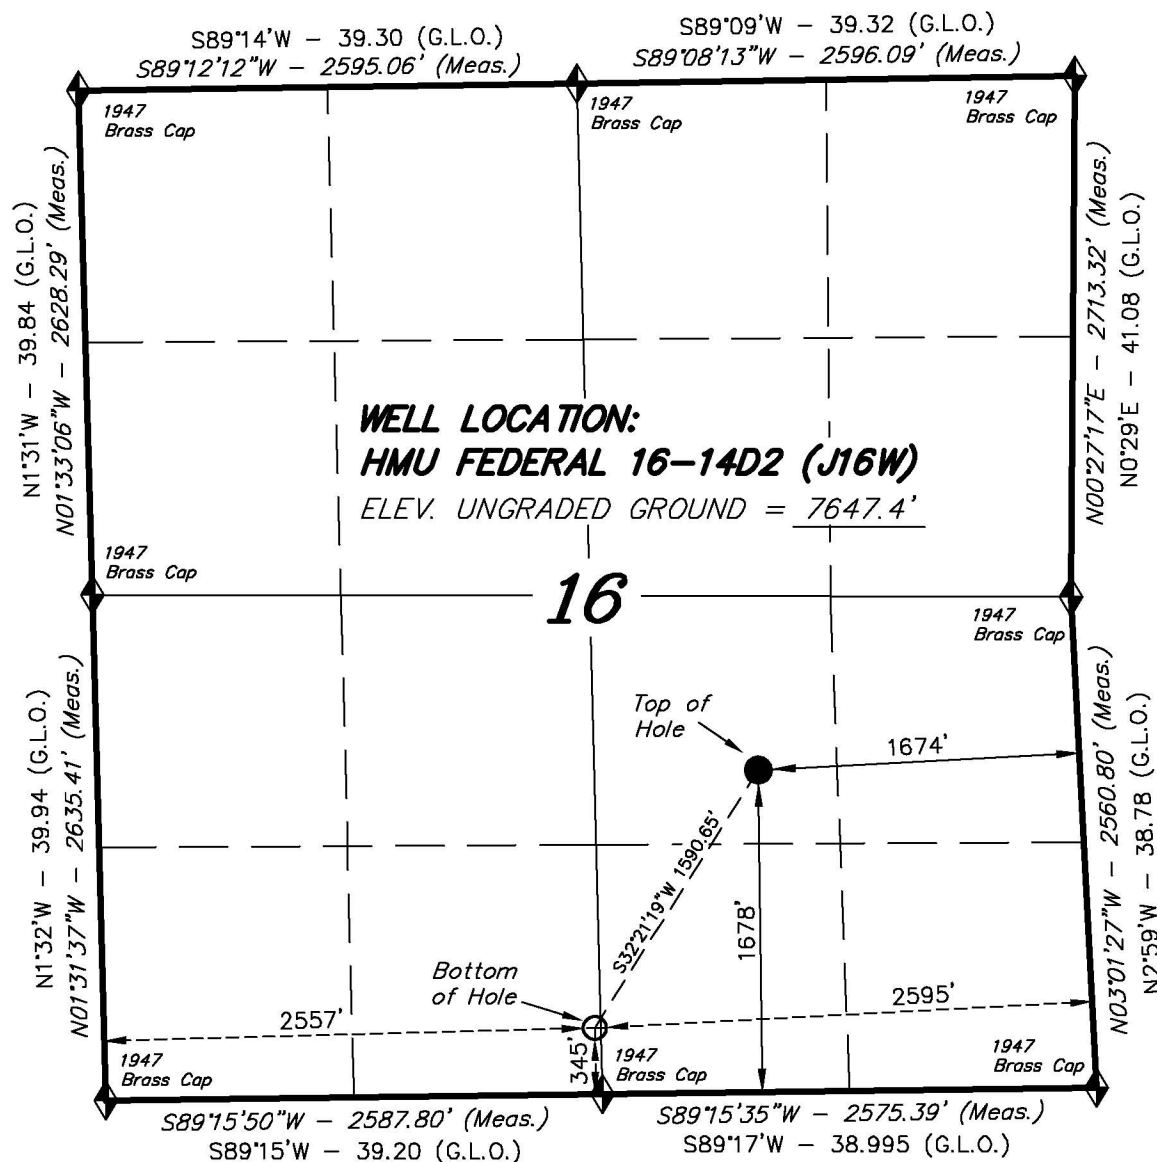 S89°14'W – 39.30 (G.L.O.)
S89°12'12"W – 2595.06' (Meas.)
S89°09'W – 39.32 (G.L.O.)
S89°08'13"W – 2596.09' (Meas.)
1947
Brass Cap
1947
Brass Cap
1947
Brass Cap
N1°31'W – 39.84 (G.L.O.)
N01°33'06"W – 2628.29' (Meas.)
N00°27'17"E – 2713.32' (Meas.)
N0°29'E – 41.08 (G.L.O.)
WELL LOCATION:
HMU FEDERAL 16–14D2 (J16W)
ELEV. UNGRADED GROUND = 7647.4'
1947
Brass Cap
16
1947
Brass Cap
N1°32'W – 39.94 (G.L.O.)
N01°31'37"W – 2635.41' (Meas.)
Top of
Hole
1674'
S32°21'19"W 1590.65'
1678'
N03°01'27"W – 2560.80' (Meas.)
N2°59'W – 38.78 (G.L.O.)
Bottom
of Hole
2557'
2595'
345'
1947
Brass Cap
1947
Brass Cap
1947
Brass Cap
S89°15'50"W – 2587.80' (Meas.)
S89°15'W – 39.20 (G.L.O.)
S89°15'35"W – 2575.39' (Meas.)
S89°17'W – 38.995 (G.L.O.)